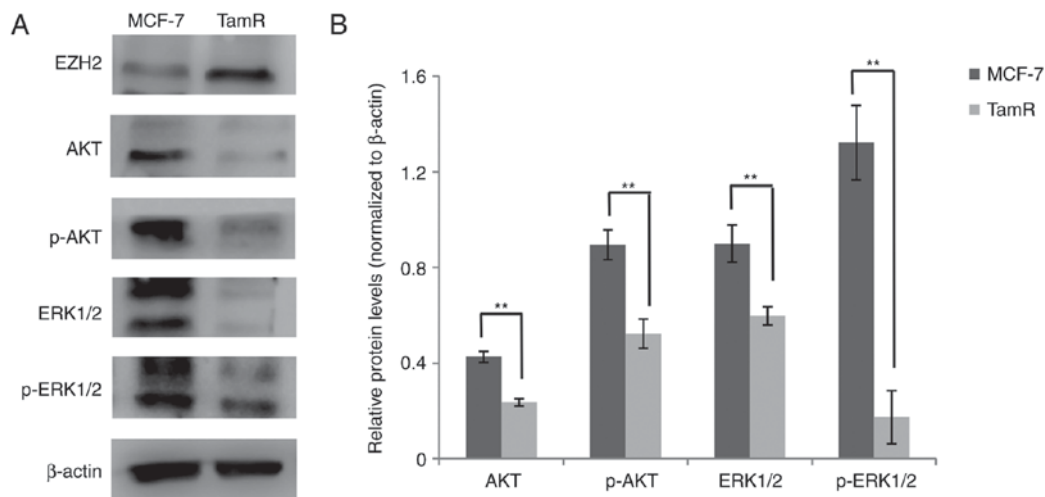 A
MCF-7 TamR
EZH2
AKT
p-AKT
ERK1/2
p-ERK1/2
β-actin
B
Relative protein levels (normalized to β-actin)
1.6
1.2
0.8
0.4
0
**
**
**
**
AKT p-AKT ERK1/2 p-ERK1/2
MCF-7
TamR